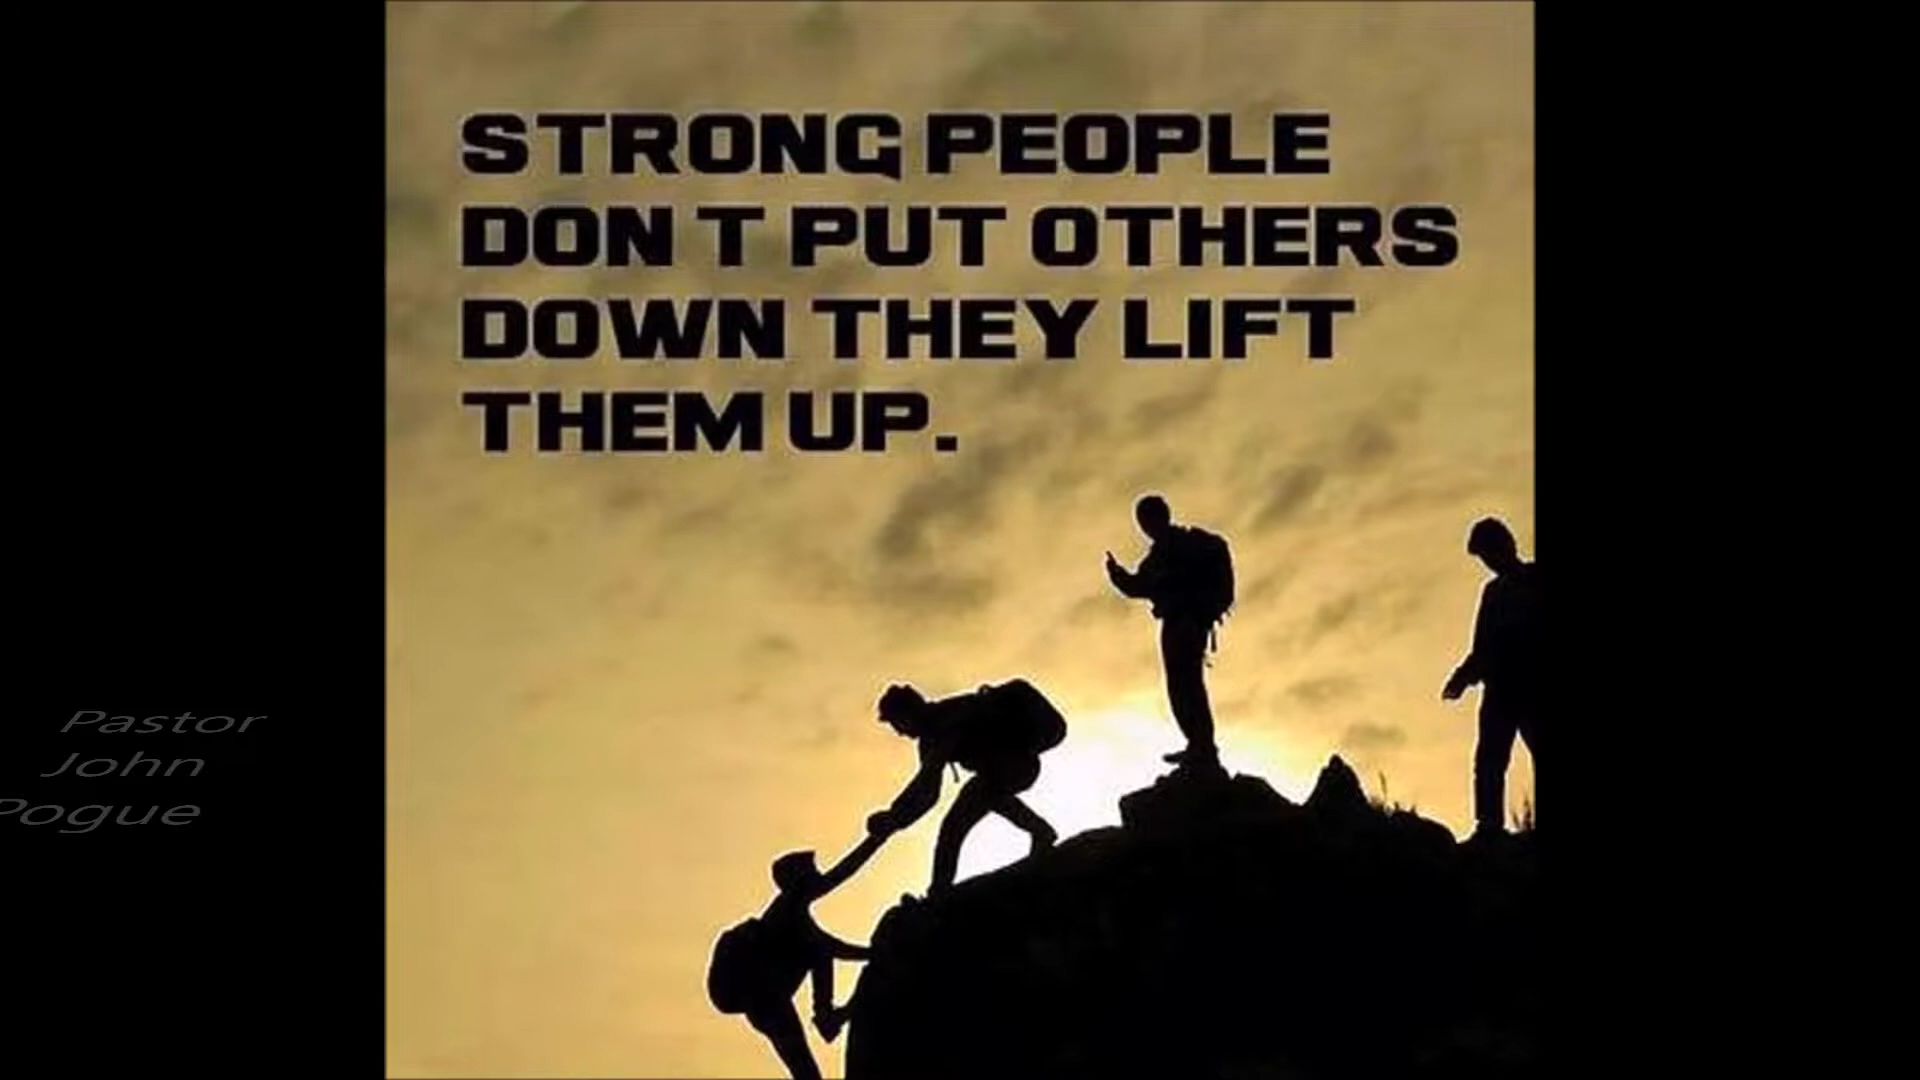 STRONG PEOPLE
DON T PUT OTHERS
DOWN THEY LIFT
THEM UP.
Pastor
John
Pogue